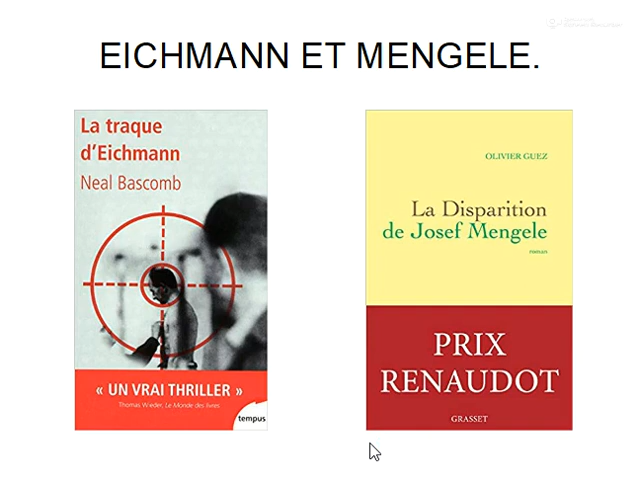 EICHMANN ET MENGELE.
La traque
d'Eichmann
Neal Bascomb
« UN VRAI THRILLER »
Thomas Wieder, Le Monde des livres
tempus
OLIVIER GUEZ
La Disparition
de Josef Mengele
roman
PRIX
RENAUDOT
GRASSET